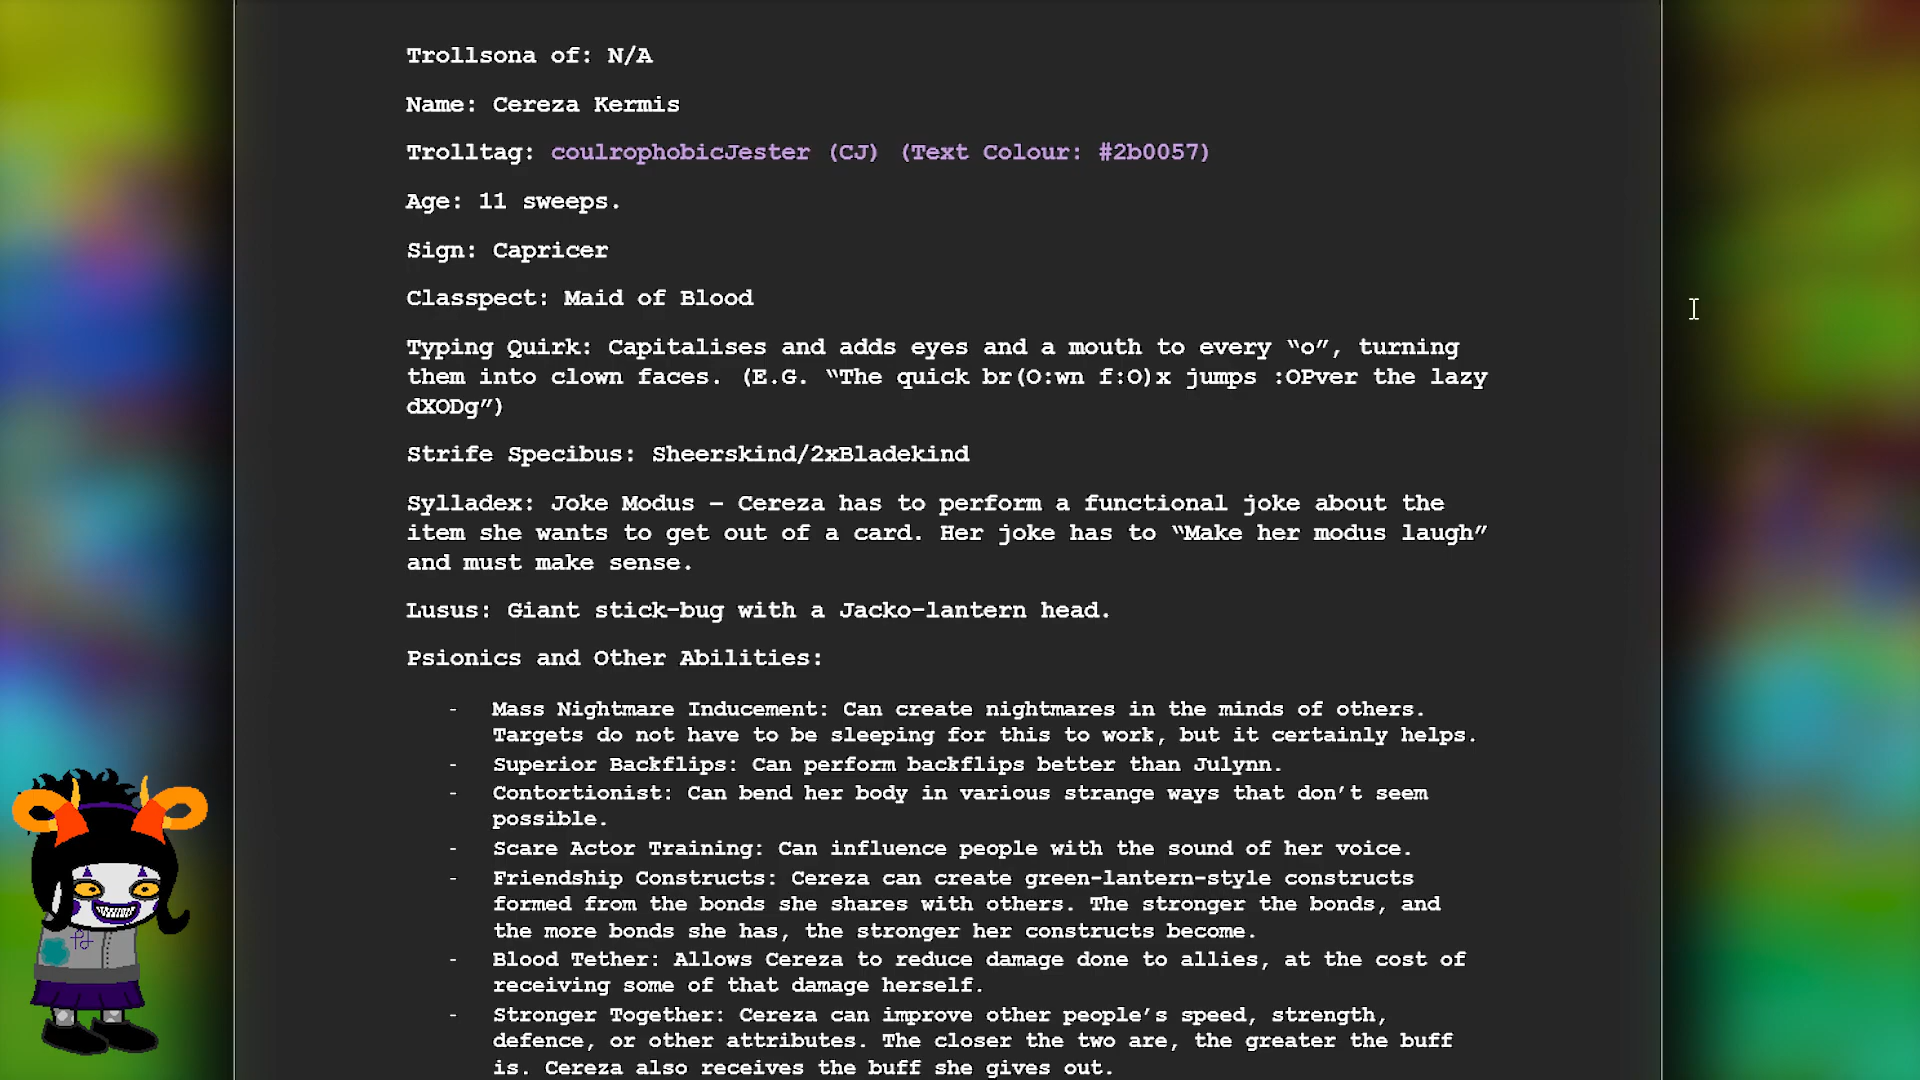 Trollsona of: N/A
Name: Cereza Kermis
Trolltag: coulrophobicJester (CJ) (Text Colour: #2b0057)
Age: 11 sweeps.
Sign: Capricer
Classpect: Maid of Blood
Typing Quirk: Capitalises and adds eyes and a mouth to every “o”, turning
them into clown faces. (E.G. “The quick br(O:wn f:O)x jumps :OPver the lazy
dXODg”)
Strife Specibus: Sheerskind/2xBladekind
Sylladex: Joke Modus – Cereza has to perform a functional joke about the
item she wants to get out of a card. Her joke has to “Make her modus laugh”
and must make sense.
Lusus: Giant stick-bug with a Jacko-lantern head.
Psionics and Other Abilities:
- Mass Nightmare Inducement: Can create nightmares in the minds of others.
Targets do not have to be sleeping for this to work, but it certainly helps.
- Superior Backflips: Can perform backflips better than Julynn.
- Contortionist: Can bend her body in various strange ways that don’t seem
possible.
- Scare Actor Training: Can influence people with the sound of her voice.
- Friendship Constructs: Cereza can create green-lantern-style constructs
formed from the bonds she shares with others. The stronger the bonds, and
the more bonds she has, the stronger her constructs become.
- Blood Tether: Allows Cereza to reduce damage done to allies, at the cost of
receiving some of that damage herself.
- Stronger Together: Cereza can improve other people’s speed, strength,
defence, or other attributes. The closer the two are, the greater the buff
is. Cereza also receives the buff she gives out.